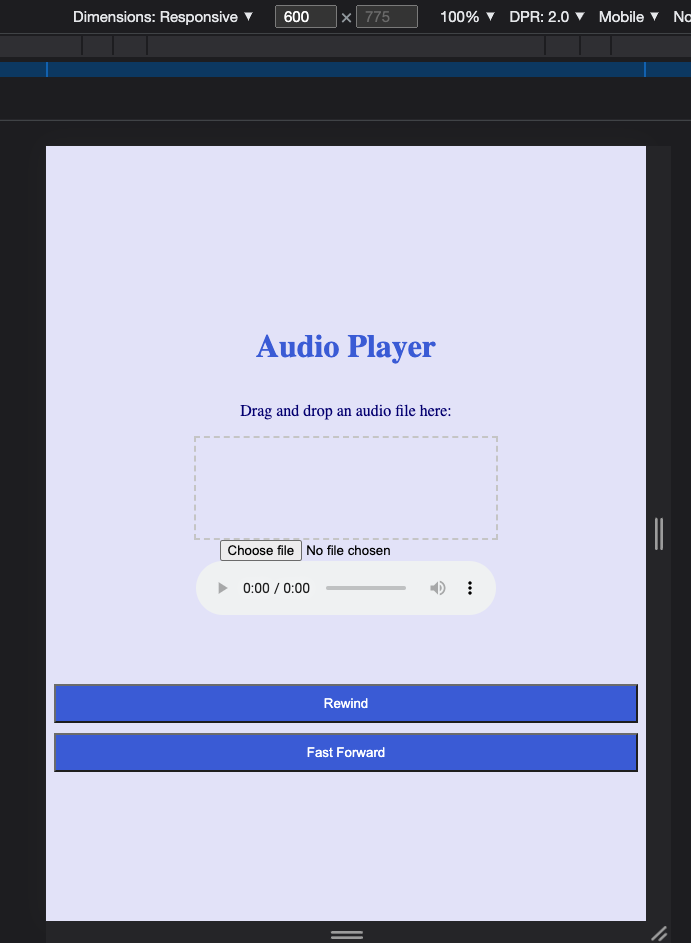 Dimensions: Responsive ▼ 600 × 775 100% ▼ DPR: 2.0 ▼ Mobile ▼ No
Audio Player
Drag and drop an audio file here:
Choose file No file chosen
0:00 / 0:00
Rewind
Fast Forward